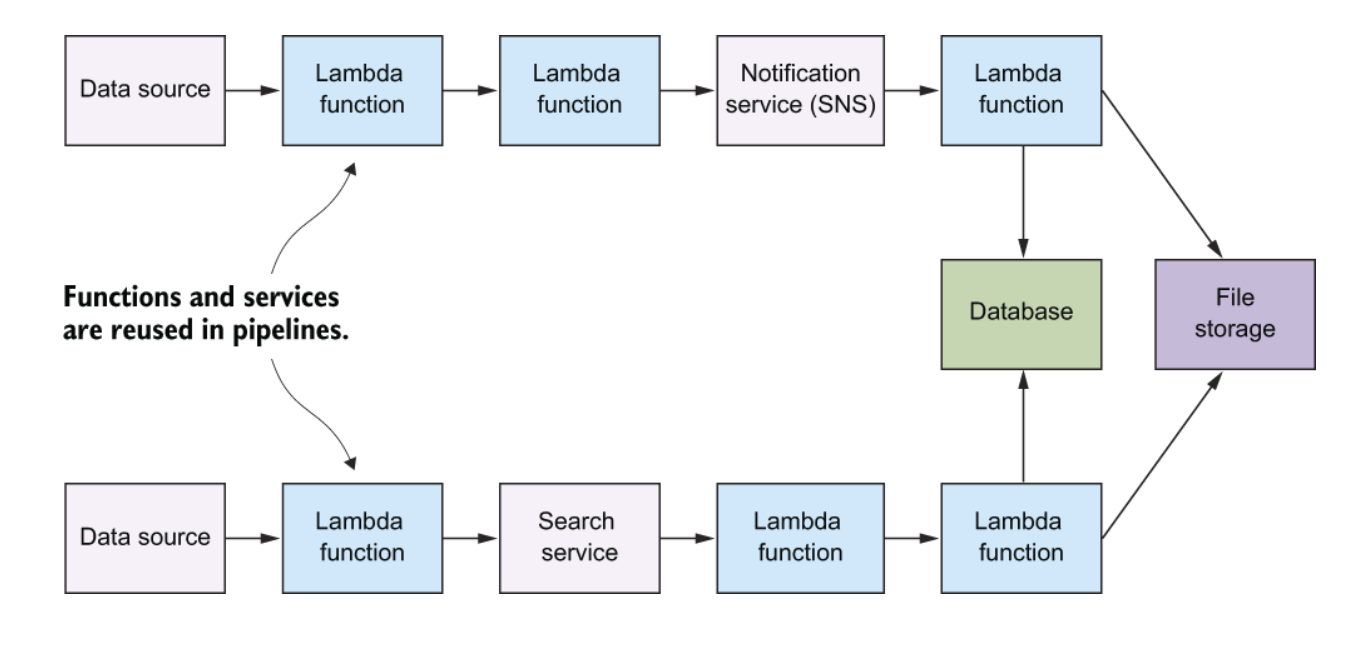 Data source
Lambda
function
Lambda
function
Notification
service (SNS)
Lambda
function
Functions and services
are reused in pipelines.
Database
File
storage
Data source
Lambda
function
Search
service
Lambda
function
Lambda
function